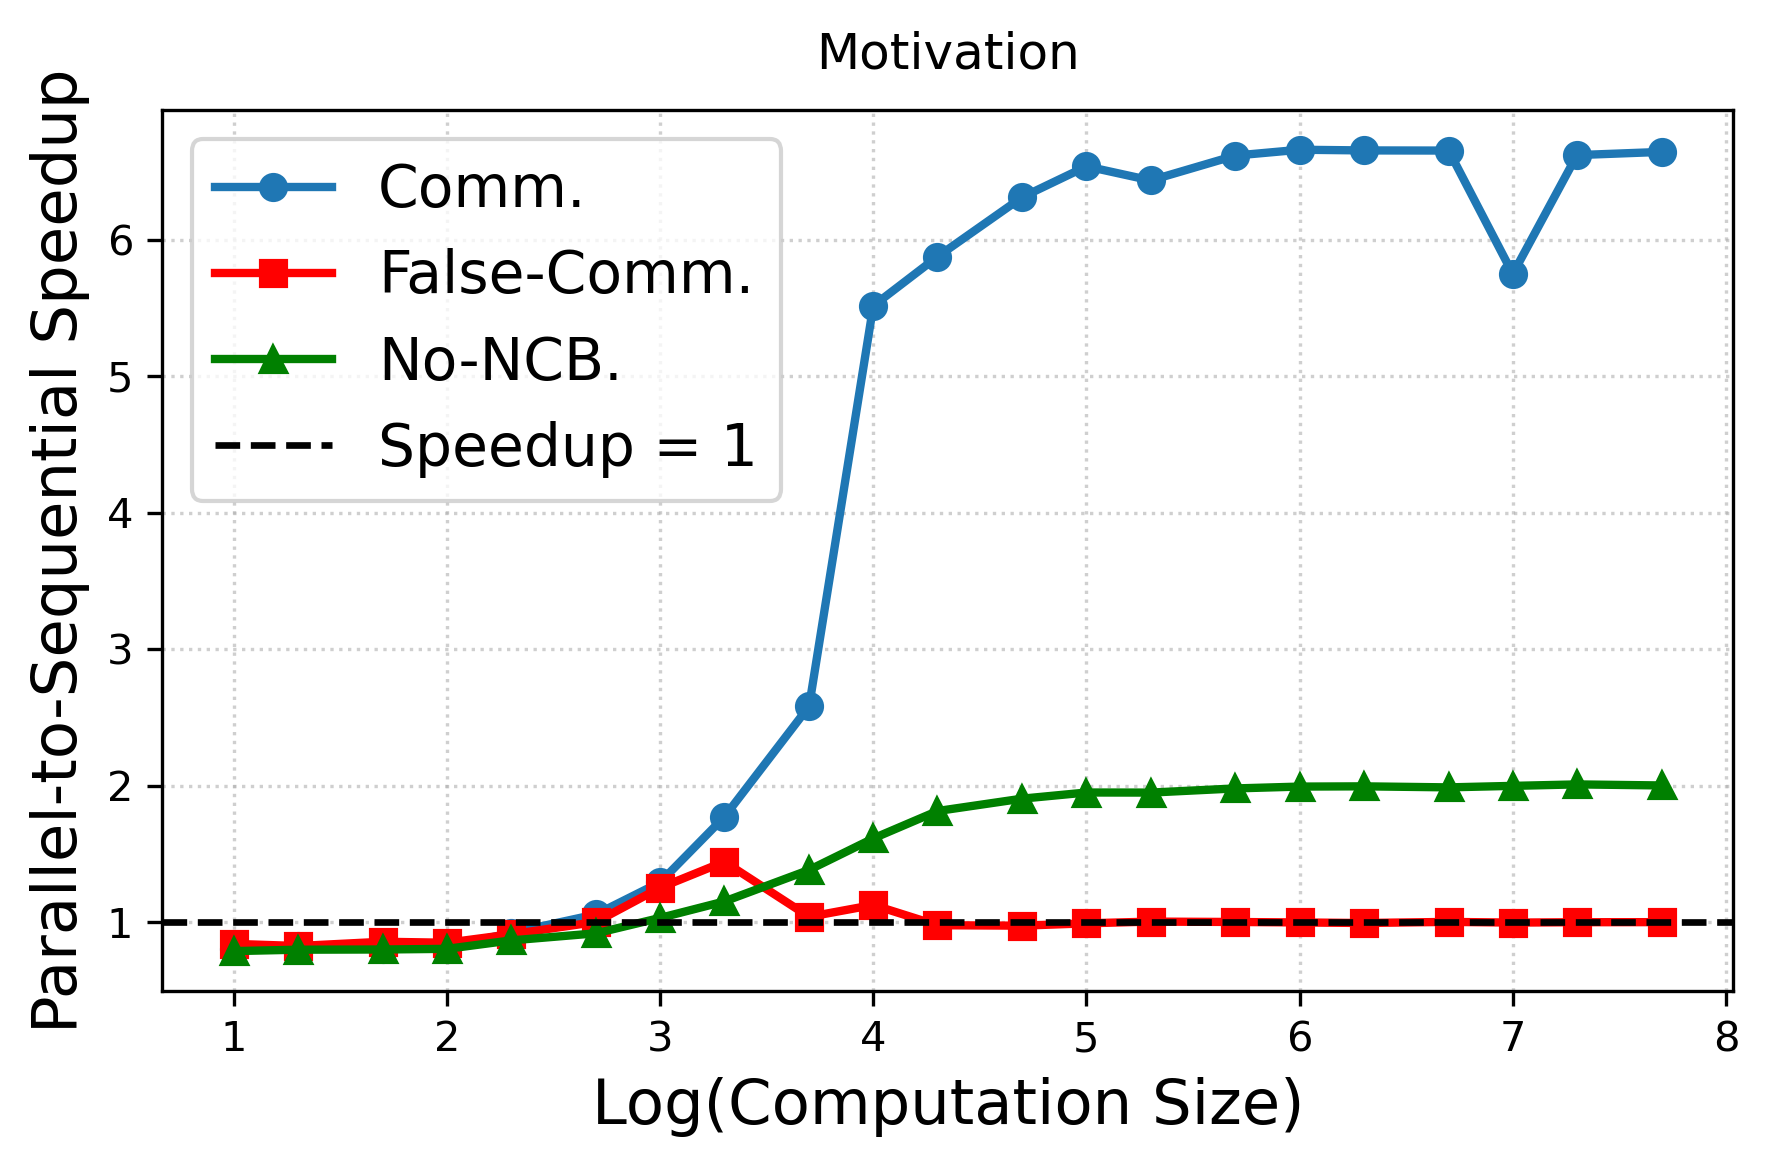 Motivation
Parallel-to-Sequential Speedup
Comm.
False-Comm.
No-NCB.
Speedup = 1
6
5
4
3
2
1
1 2 3 4 5 6 7 8
Log(Computation Size)